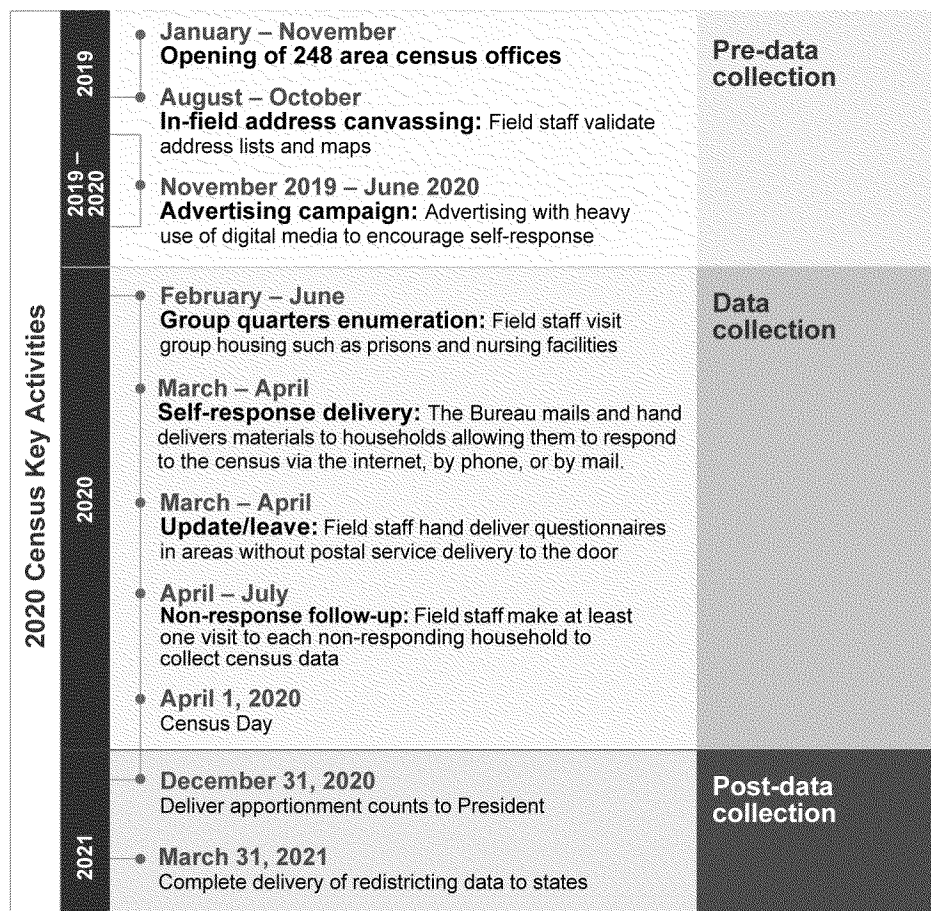 2020 Census Key Activities
2019
January – November
Opening of 248 area census offices
August – October
In-field address canvassing: Field staff validate
address lists and maps
2019 –
2020
November 2019 – June 2020
Advertising campaign: Advertising with heavy
use of digital media to encourage self-response
Pre-data
collection
2020
February – June
Group quarters enumeration: Field staff visit
group housing such as prisons and nursing facilities
March – April
Self-response delivery: The Bureau mails and hand
delivers materials to households allowing them to respond
to the census via the internet, by phone, or by mail.
March – April
Update/leave: Field staff hand deliver questionnaires
in areas without postal service delivery to the door
April – July
Non-response follow-up: Field staff make at least
one visit to each non-responding household to
collect census data
April 1, 2020
Census Day
Data
collection
December 31, 2020
Deliver apportionment counts to President
2021
March 31, 2021
Complete delivery of redistricting data to states
Post-data
collection